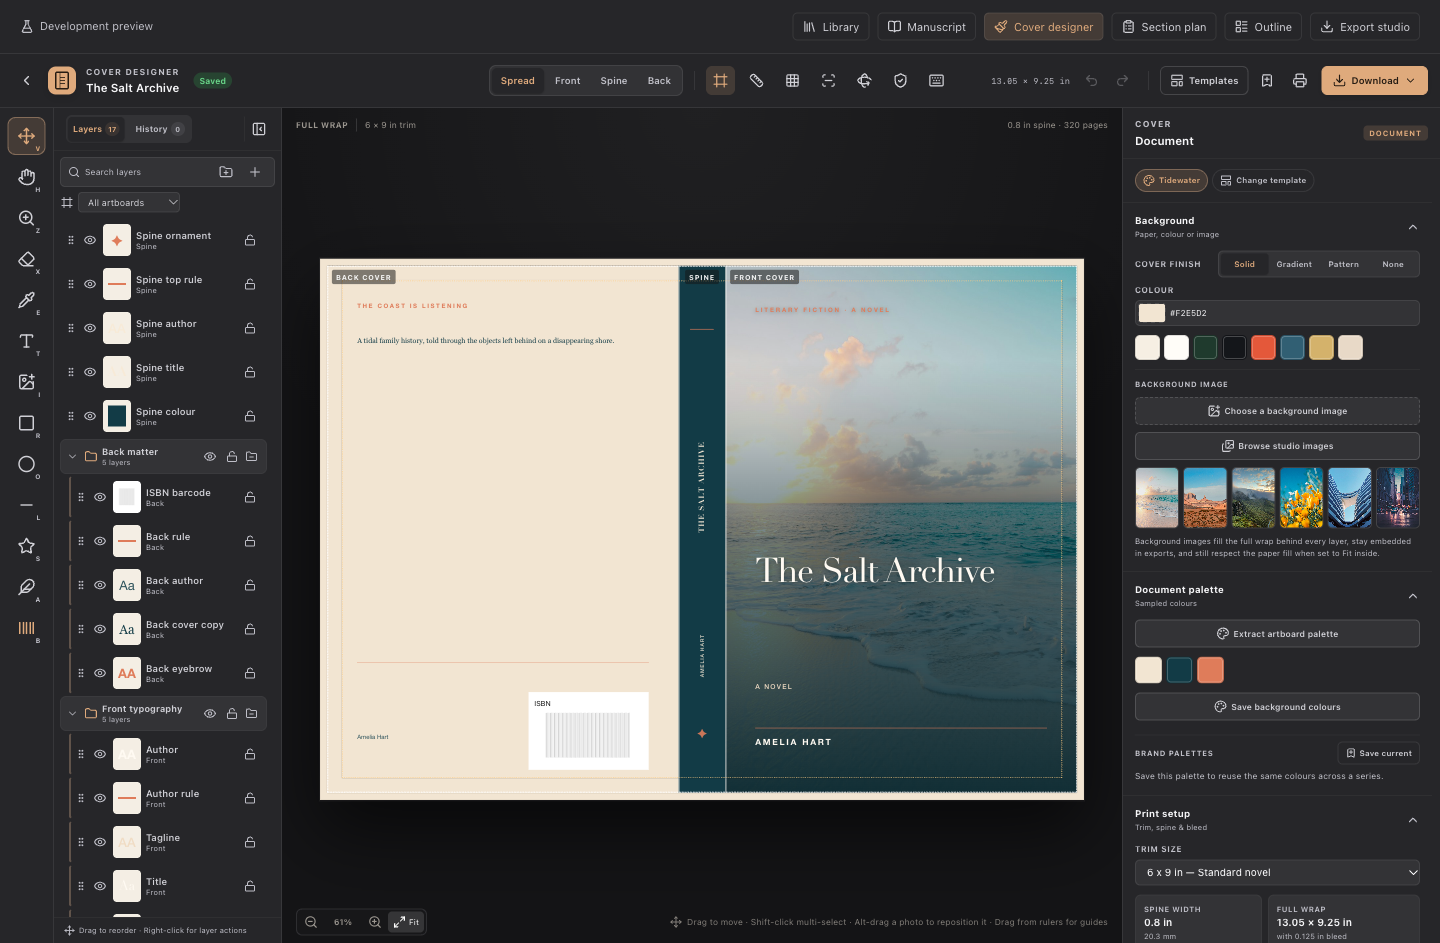 Development preview
Library
Manuscript
Cover designer
Section plan
Outline
Export studio
COVER DESIGNER
The Salt Archive
Saved
Spread
Front
Spine
Back
13.05 × 9.25 in
Templates
Download
V
H
Z
X
E
T
I
R
O
L
S
A
B
Layers 17
History 0
Search layers
All artboards
Spine ornament
Spine
Spine top rule
Spine
Spine author
Spine
Spine title
Spine
Spine colour
Spine
Back matter
5 layers
ISBN barcode
Back
Back rule
Back
Aa
Back author
Back
Aa
Back cover copy
Back
AA
Back eyebrow
Back
Front typography
5 layers
AA
Author
Front
Author rule
Front
AA
Tagline
Front
Title
Front
Drag to reorder · Right-click for layer actions
FULL WRAP
6 × 9 in trim
0.8 in spine · 320 pages
BACK COVER
SPINE
FRONT COVER
THE COAST IS LISTENING
A tidal family history, told through the objects left behind on a disappearing shore.
ISBN
Amelia Hart
THE SALT ARCHIVE
AMELIA HART
LITERARY FICTION · A NOVEL
The Salt Archive
A NOVEL
AMELIA HART
61%
Fit
Drag to move · Shift-click multi-select · Alt-drag a photo to reposition it · Drag from rulers for guides
COVER
Document
DOCUMENT
Tidewater
Change template
Background
Paper, colour or image
COVER FINISH
Solid
Gradient
Pattern
None
COLOUR
#F2E5D2
BACKGROUND IMAGE
Choose a background image
Browse studio images
Background images fill the full wrap behind every layer, stay embedded
in exports, and still respect the paper fill when set to Fit inside.
Document palette
Sampled colours
Extract artboard palette
Save background colours
BRAND PALETTES
Save current
Save this palette to reuse the same colours across a series.
Print setup
Trim, spine & bleed
TRIM SIZE
6 x 9 in — Standard novel
SPINE WIDTH
0.8 in
20.3 mm
FULL WRAP
13.05 × 9.25 in
with 0.125 in bleed